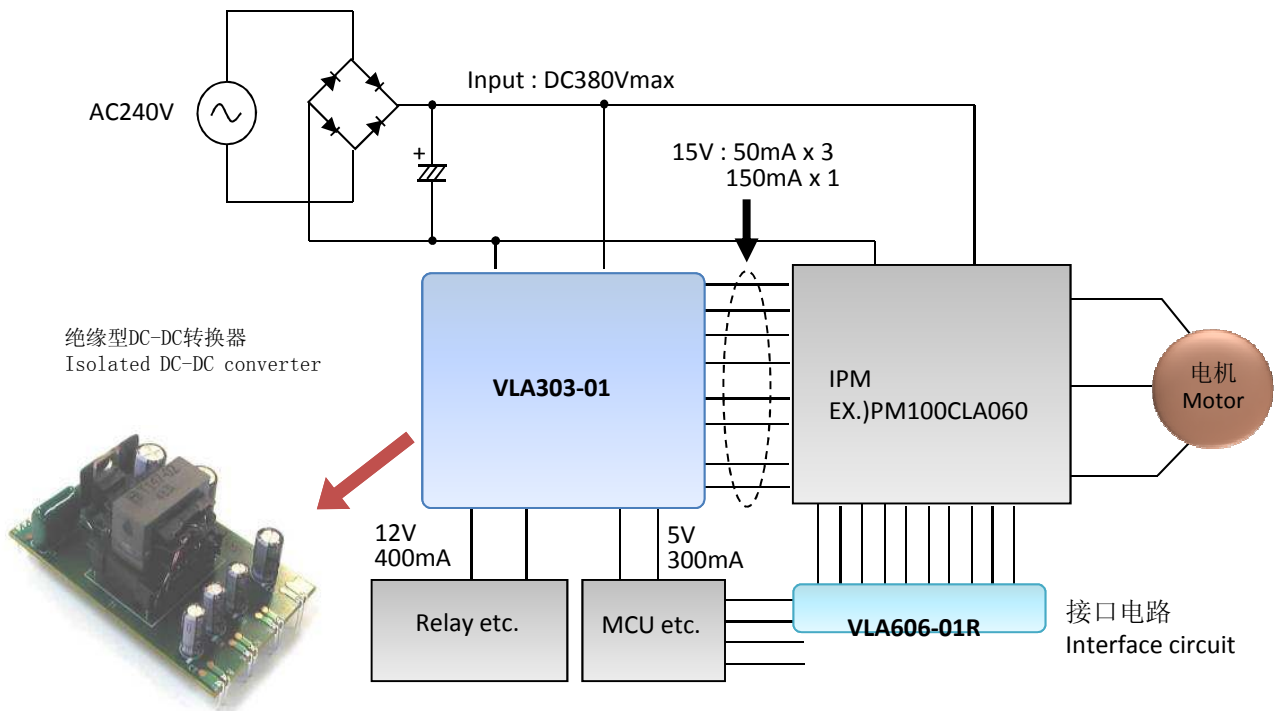 Input : DC380Vmax
AC240V
+
15V : 50mA x 3
150mA x 1
绝缘型DC-DC转换器
Isolated DC-DC converter
VLA303-01
IPM
EX.)PM100CLA060
电机
Motor
12V
400mA
5V
300mA
Relay etc.
MCU etc.
VLA606-01R
接口电路
Interface circuit